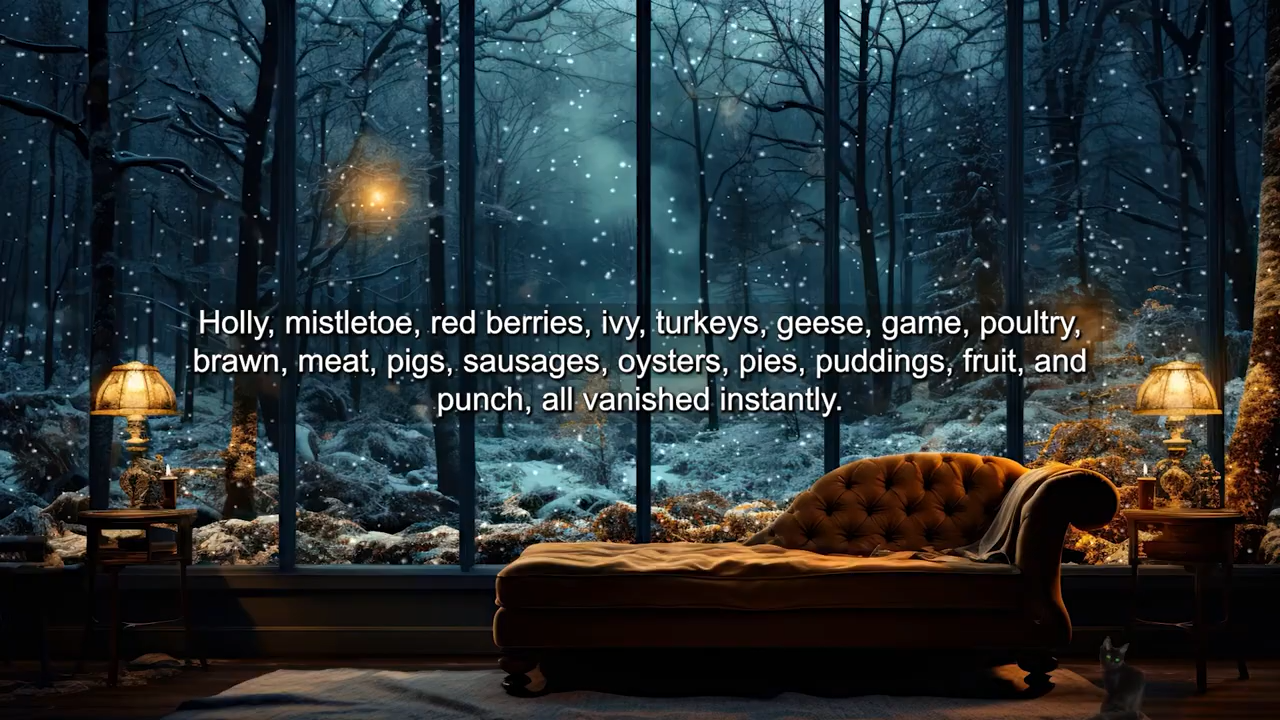 Holly, mistletoe, red berries, ivy, turkeys, geese, game, poultry,
brawn, meat, pigs, sausages, oysters, pies, puddings, fruit, and
punch, all vanished instantly.